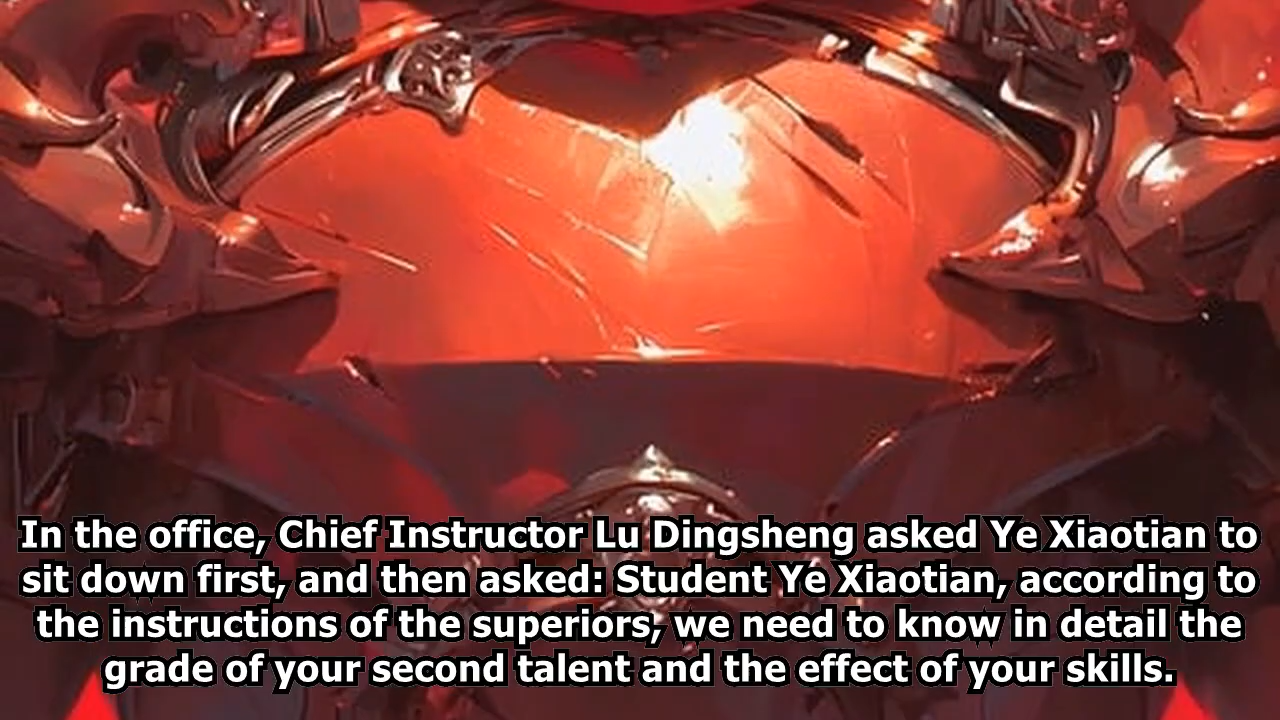 In the office, Chief Instructor Lu Dingsheng asked Ye Xiaotian to
sit down first, and then asked: Student Ye Xiaotian, according to
the instructions of the superiors, we need to know in detail the
grade of your second talent and the effect of your skills.